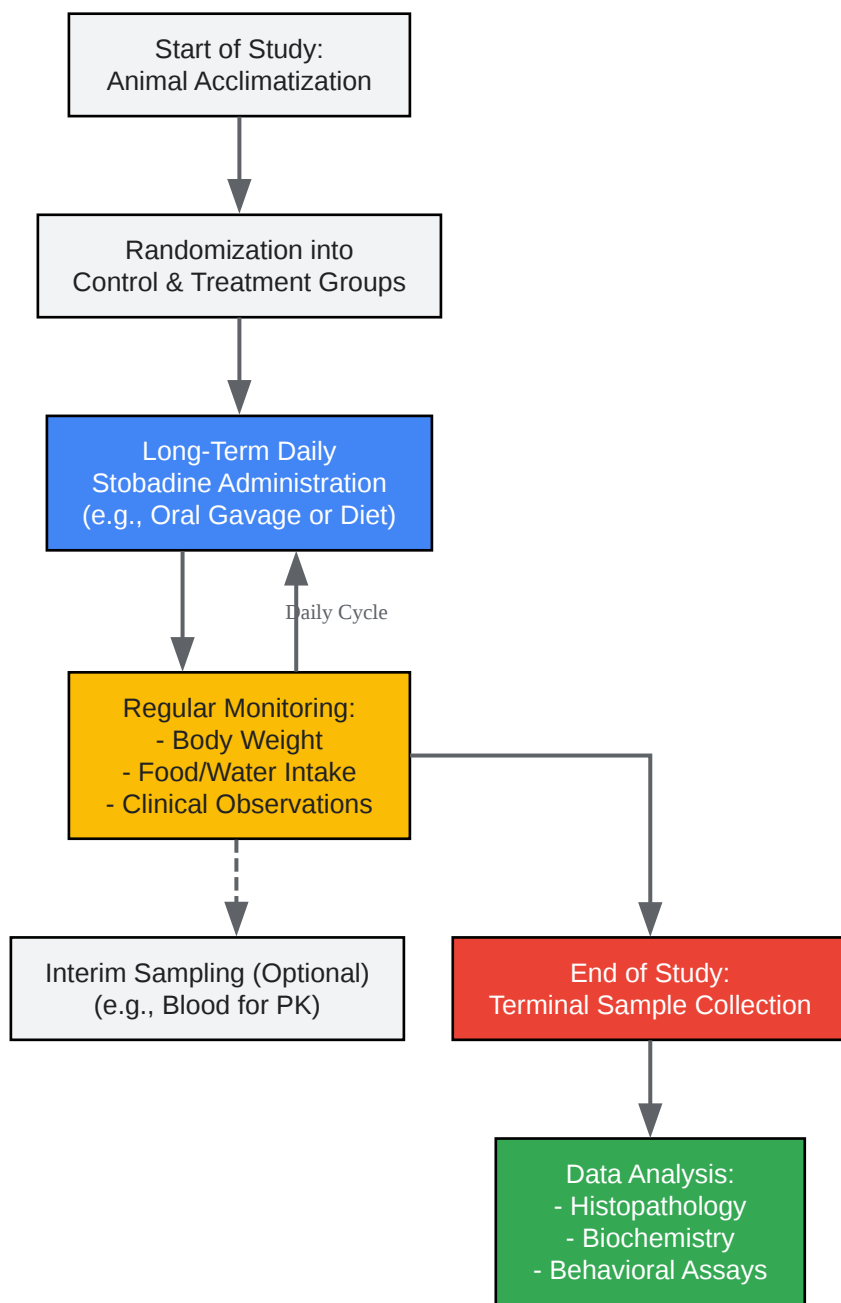 Start of Study:
Animal Acclimatization
Randomization into
Control & Treatment Groups
Long-Term Daily
Stobadine Administration
(e.g., Oral Gavage or Diet)
Daily Cycle
Regular Monitoring:
- Body Weight
- Food/Water Intake
- Clinical Observations
Interim Sampling (Optional)
(e.g., Blood for PK)
End of Study:
Terminal Sample Collection
Data Analysis:
- Histopathology
- Biochemistry
- Behavioral Assays